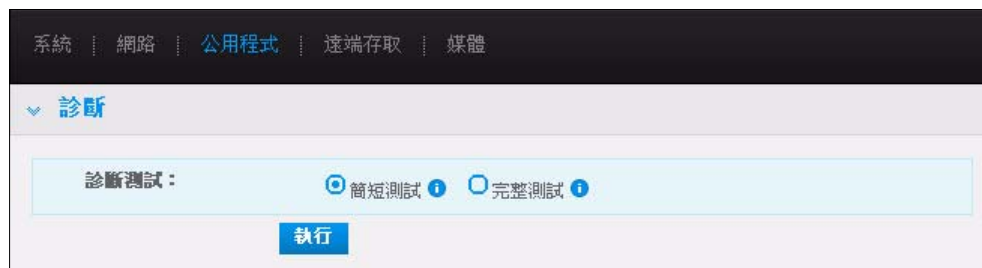 系統 | 網路 | 公用程式 | 遠端存取 | 媒體
診斷
診斷測試：
簡短測試 完整測試
執行